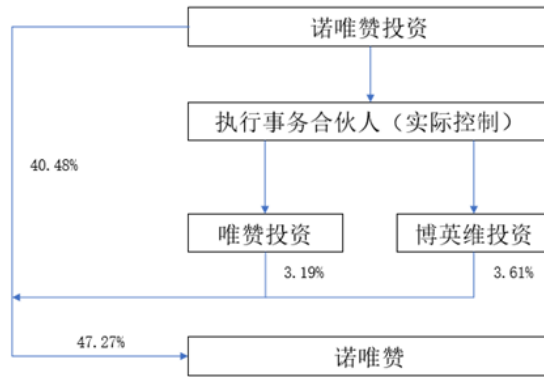 诺唯赞投资
执行事务合伙人（实际控制）
40.48%
唯赞投资
博英维投资
3.19%
3.61%
47.27%
诺唯赞